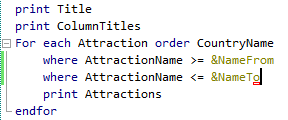 print Title
print ColumnTitles
For each Attraction order CountryName
where AttractionName >= &NameFrom
where AttractionName <= &NameTo
print Attractions
endfor